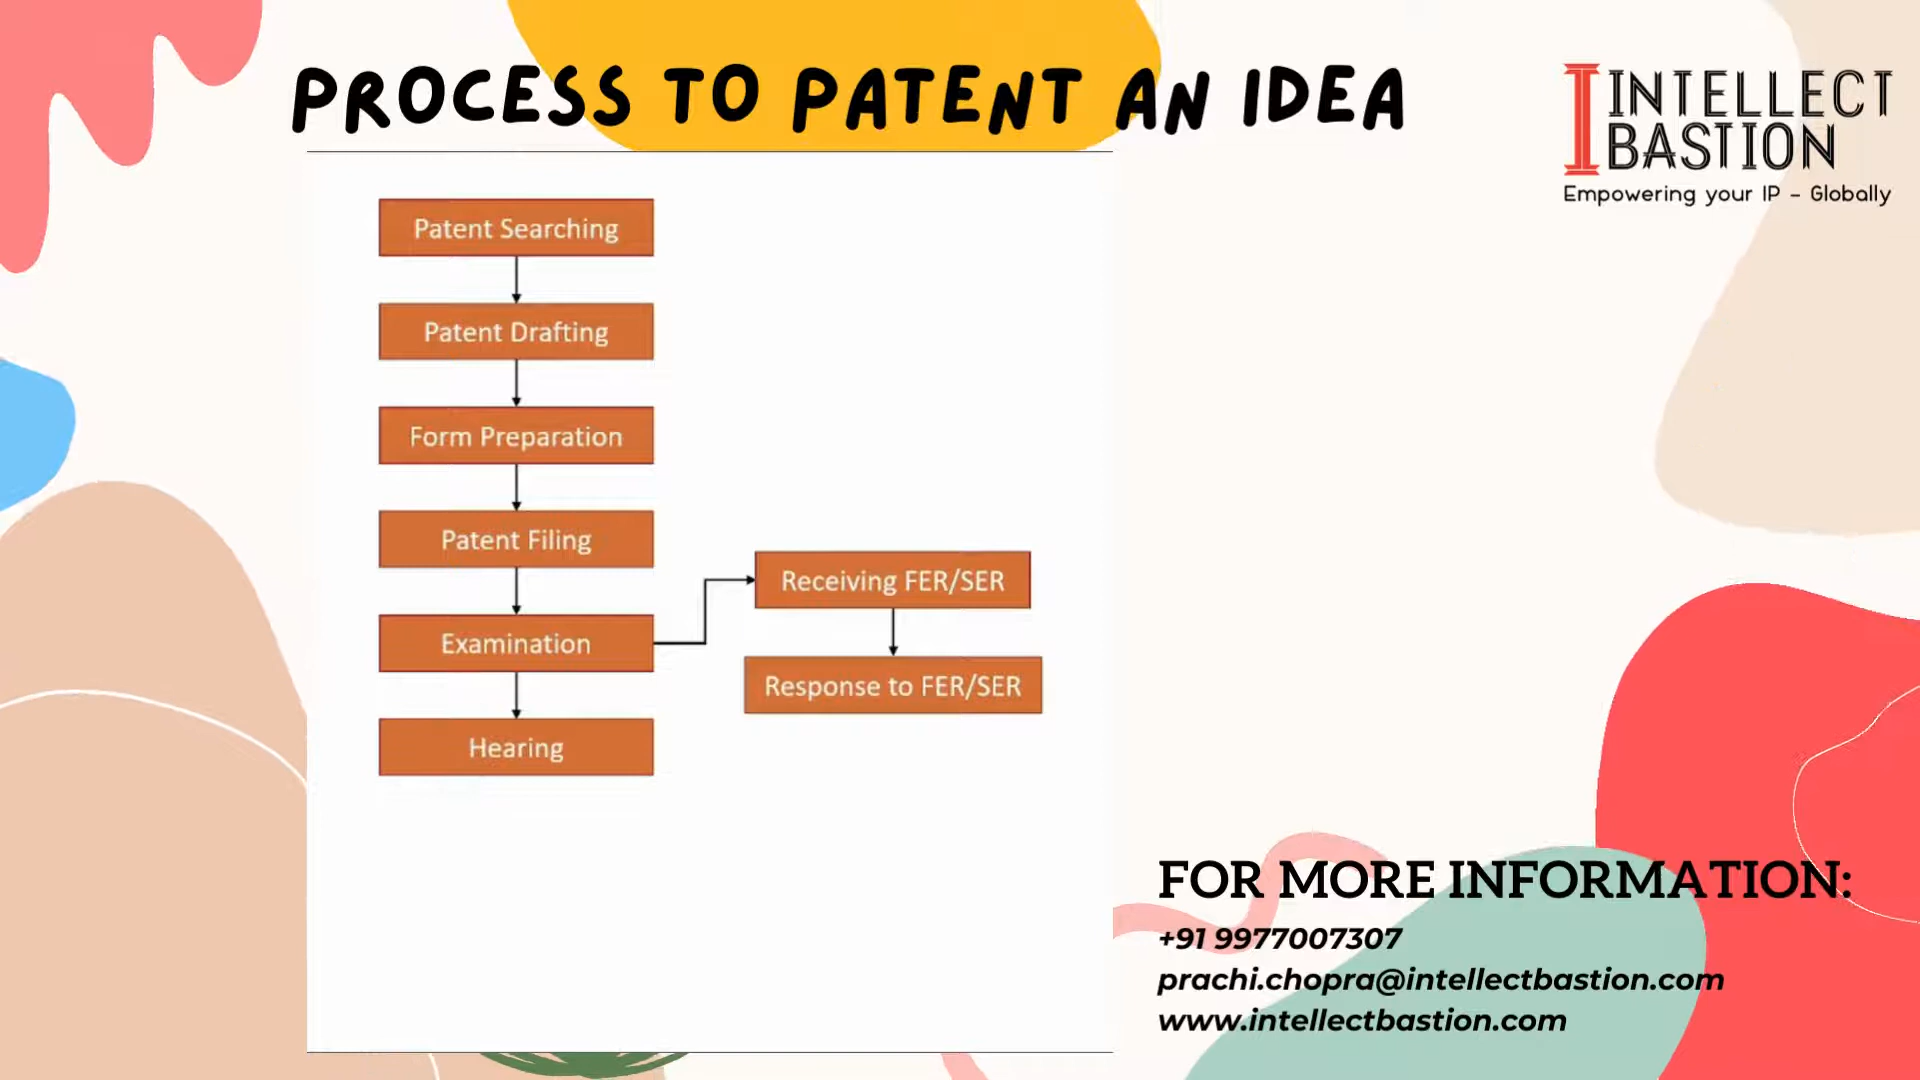 PROCESS TO PATENT AN IDEA
INTELLECT
BASTION
Empowering your IP - Globally
Patent Searching
Patent Drafting
Form Preparation
Patent Filing
Examination
Hearing
Receiving FER/SER
Response to FER/SER
FOR MORE INFORMATION:
+91 9977007307
prachi.chopra@intellectbastion.com
www.intellectbastion.com